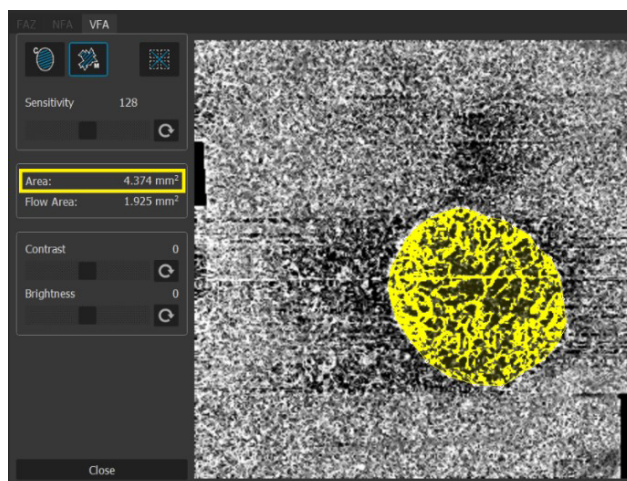 FAZ NFA VFA
Sensitivity 128
Area: 4.374 mm²
Flow Area: 1.925 mm²
Contrast 0
Brightness 0
Close